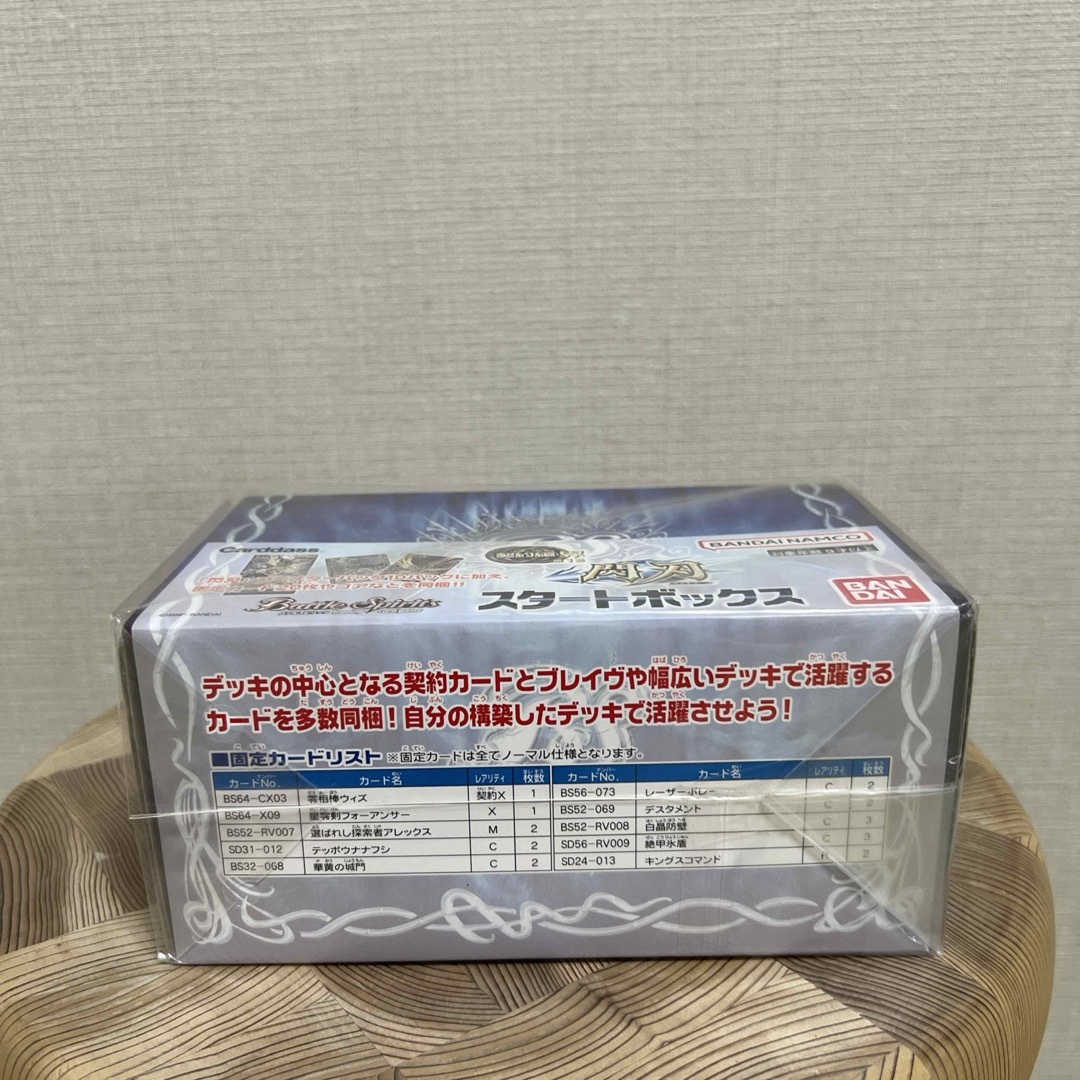 Carddass
BANDAI NAMCO
契約編:界
閃刃
スタートボックス
BAN
DAI
Battle Spirits
デッキの中心となる契約カードとブレイヴや幅広いデッキで活躍する
カードを多数同梱!自分の構築したデッキで活躍させよう!
■固定カードリスト ※固定カードは全てノーマル仕様となります。
カードNo. カード名 レアリティ 枚数 カードNo. カード名 レアリティ 枚数
BS64-CX03 零相棒ウィズ 契約X 1 BS56-073 レーザーボレー C 2
BS64-X09 星零剣フォーアンサー X 1 BS52-069 デスタメント C 3
BS52-RV007 選ばれし探索者アレックス M 2 BS52-RV008 白晶防壁 C 3
SD31-012 テッポウナナフシ C 2 SD56-RV009 絶甲氷盾 C 3
BS32-068 華黄の城門 C 2 SD24-013 キングスコマンド 2